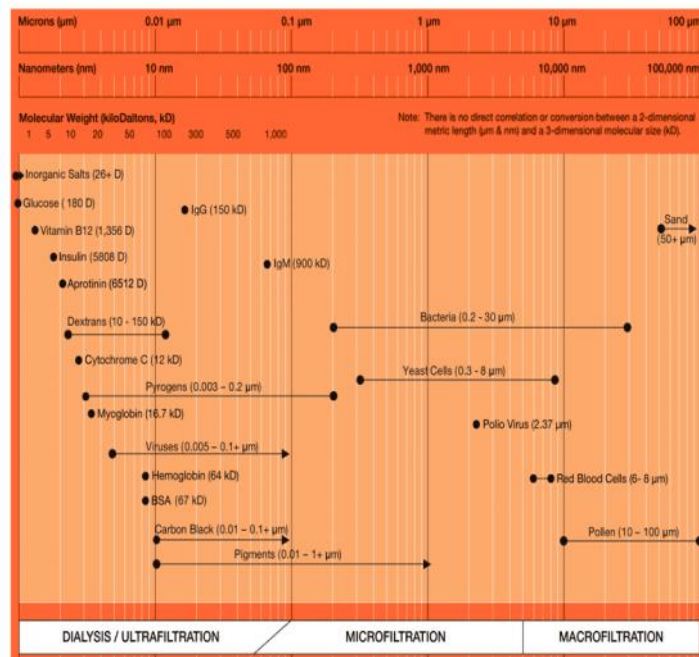 Microns (µm) 0.01 µm 0.1 µm 1 µm 10 µm 100 µm
Nanometers (nm) 10 nm 100 nm 1,000 nm 10,000 nm 100,000 nm
Molecular Weight (kiloDaltons, kD)
1 5 10 20 50 100 300 500 1,000
Note: There is no direct correlation or conversion between a 2-dimensional
metric length (µm & nm) and a 3-dimensional molecular size (kD).
Inorganic Salts (26+ D)
Glucose ( 180 D)
IgG (150 kD)
Sand
(50+ µm)
Vitamin B12 (1,356 D)
Insulin (5808 D)
IgM (900 kD)
Aprotinin (6512 D)
Dextrans (10 - 150 kD)
Bacteria (0.2 - 30 µm)
Cytochrome C (12 kD)
Yeast Cells (0.3 - 8 µm)
Pyrogens (0.003 – 0.2 µm)
Myoglobin (16.7 kD)
Polio Virus (2.37 µm)
Viruses (0.005 – 0.1+ µm)
Hemoglobin (64 kD)
Red Blood Cells (6- 8 µm)
BSA (67 kD)
Carbon Black (0.01 – 0.1+ µm)
Pollen (10 – 100 µm)
Pigments (0.01 – 1+ µm)
DIALYSIS / ULTRAFILTRATION MICROFILTRATION MACROFILTRATION